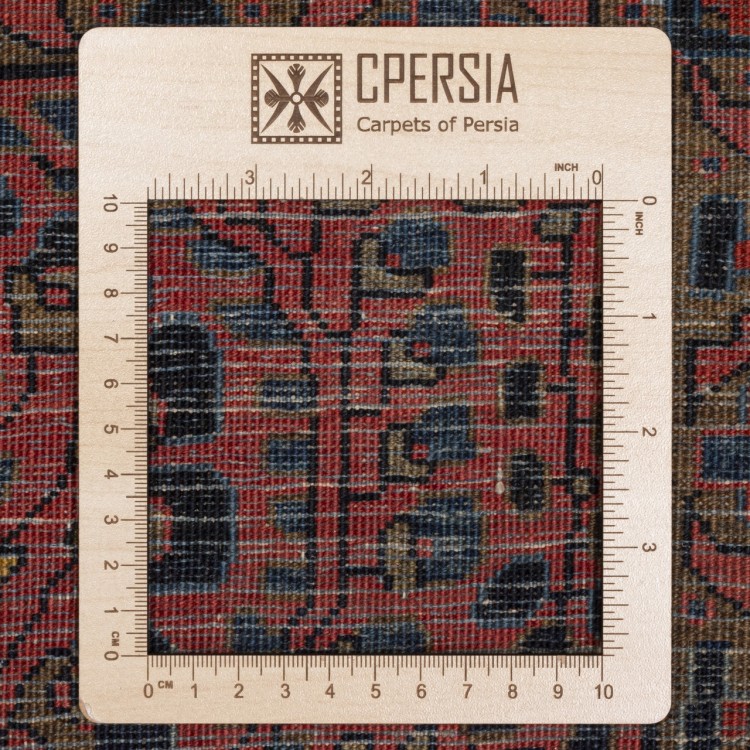 CPERSIA
Carpets of Persia
3 2 1 INCH 0
10 9 8 7 6 5 4 3 2 1 CM 0
0 INCH 1 2 3
0 CM 1 2 3 4 5 6 7 8 9 10